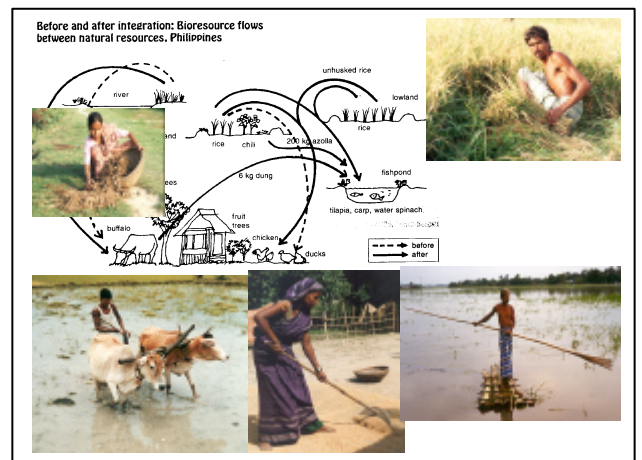 Before and after integration: Bioresource flows
between natural resources, Philippines
unhusked rice
river
lowland
rice
rice chili
200 kg azolla
6 kg dung
fishpond
tilapia, carp, water spinach.
fruit
trees
buffalo
chicken
ducks
before
after